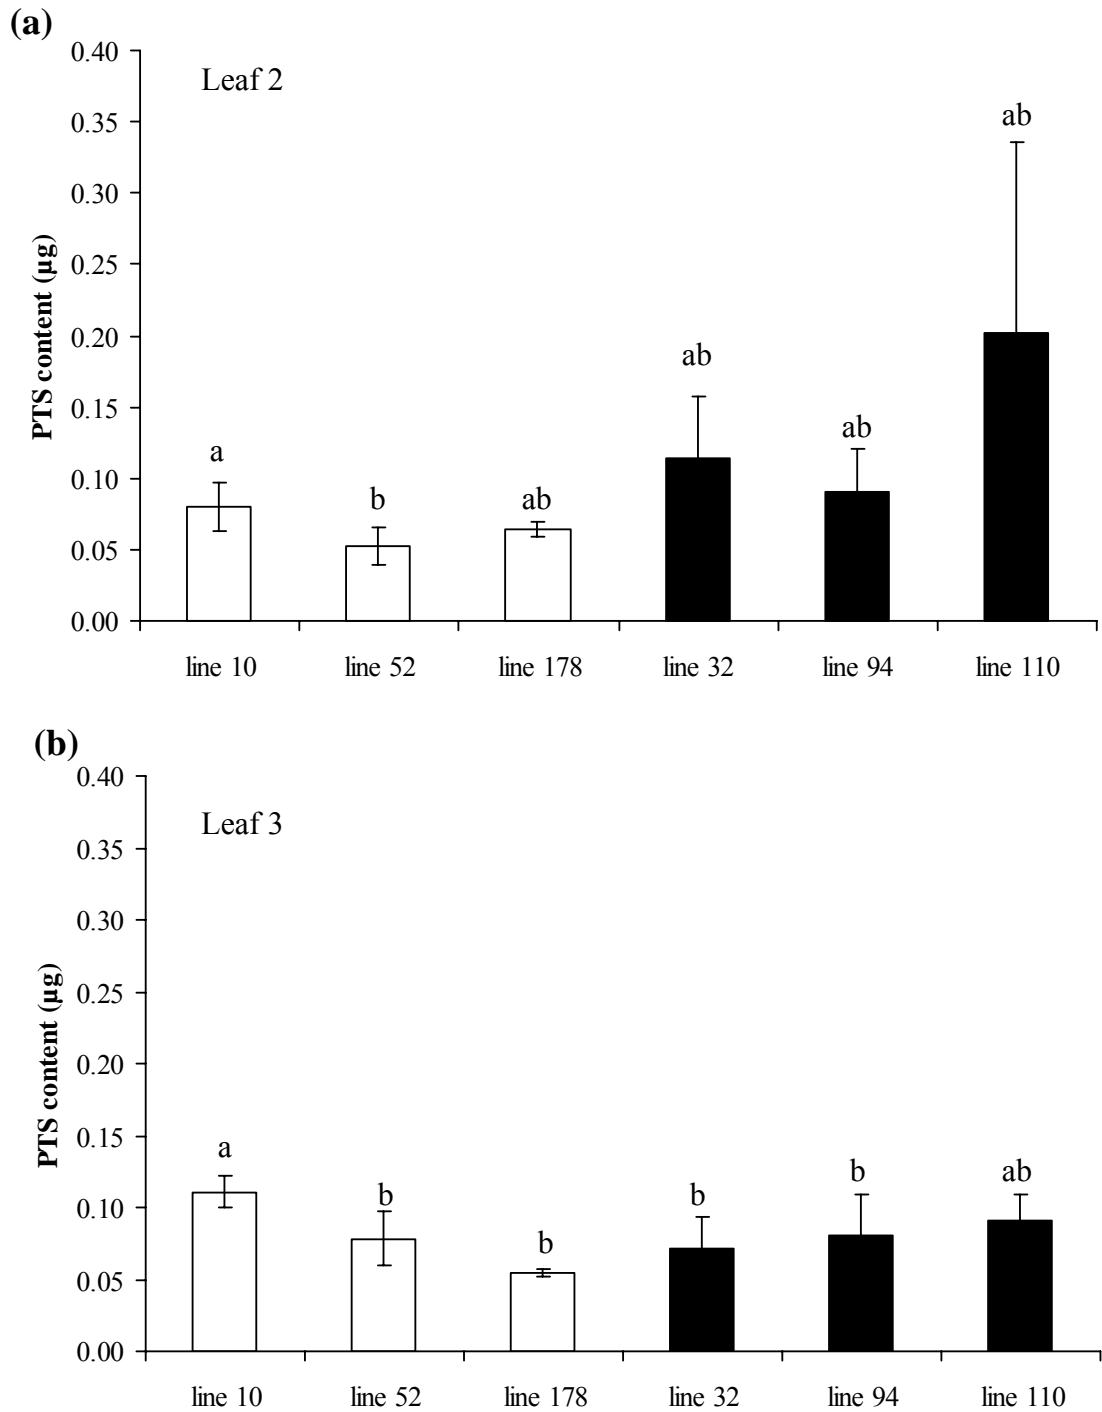 (a)
0.40
Leaf 2
0.35
0.30
0.25
0.20
0.15
0.10
0.05
0.00
PTS content (µg)
a
b
ab
ab
ab
ab
line 10
line 52
line 178
line 32
line 94
line 110
(b)
0.40
Leaf 3
0.35
0.30
0.25
0.20
0.15
0.10
0.05
0.00
PTS content (µg)
a
b
b
b
b
ab
line 10
line 52
line 178
line 32
line 94
line 110